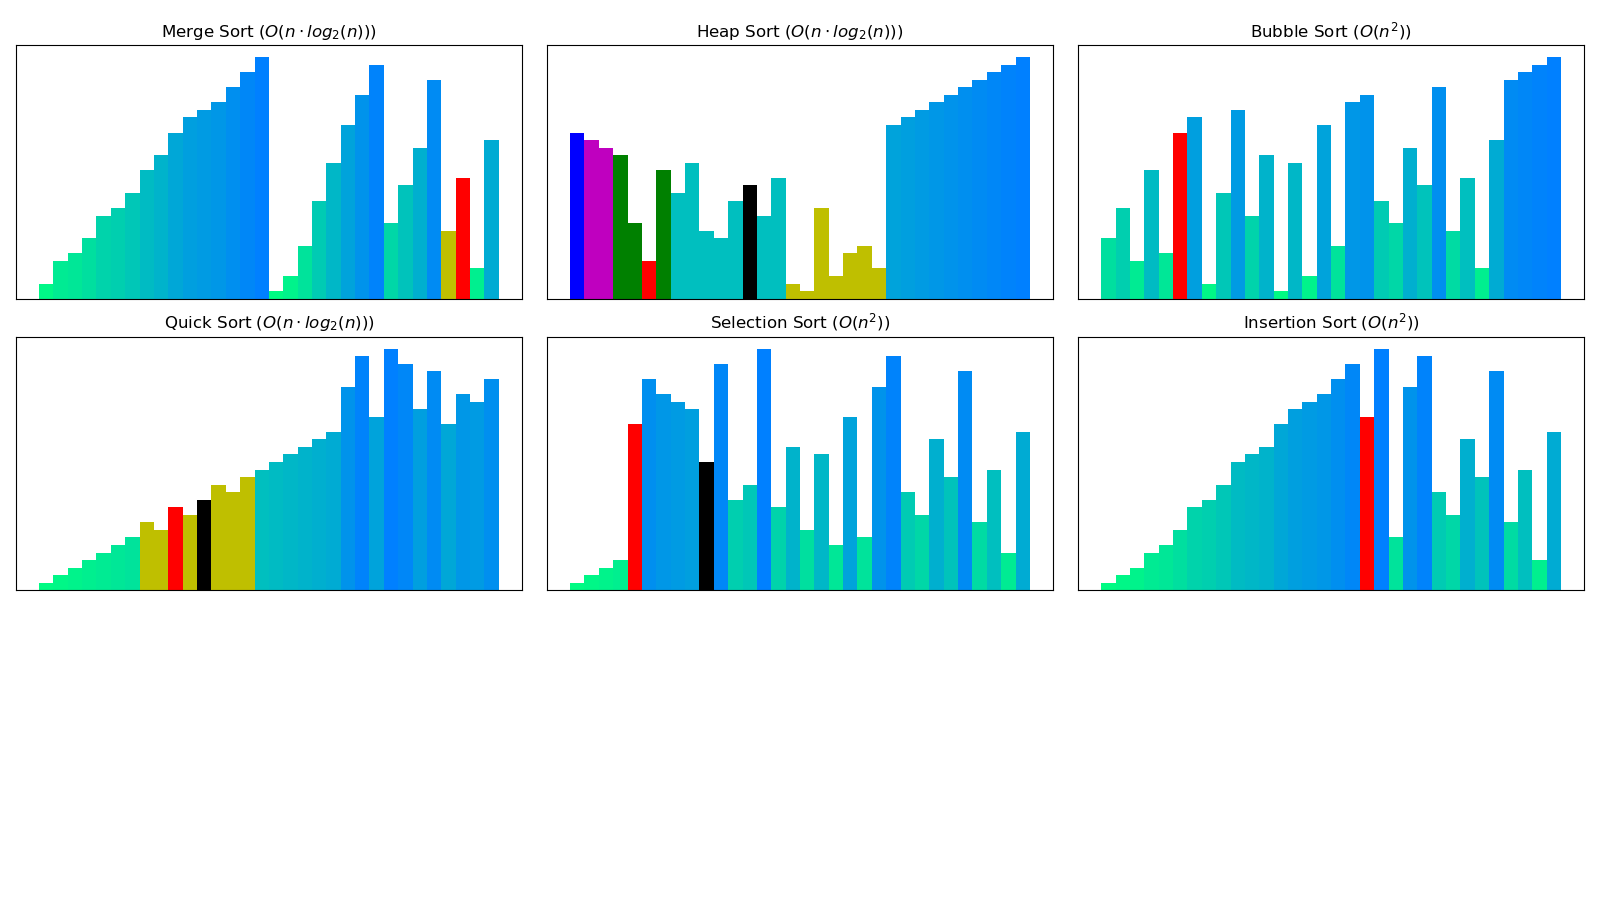 Merge Sort (O(n · log₂(n)))
Heap Sort (O(n · log₂(n)))
Bubble Sort (O(n²))
Quick Sort (O(n · log₂(n)))
Selection Sort (O(n²))
Insertion Sort (O(n²))